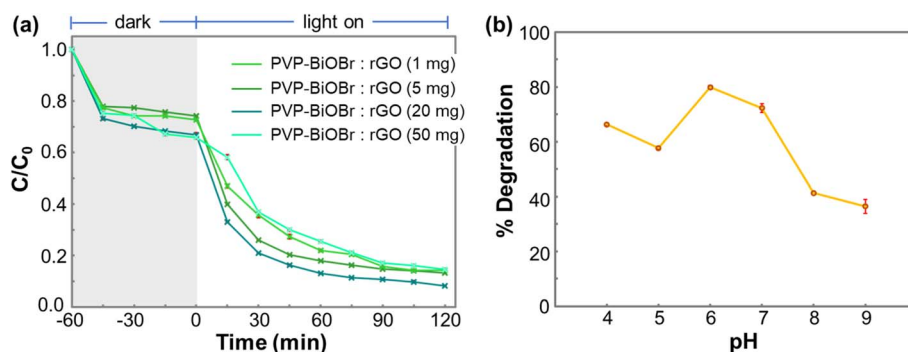 dark
light on
(a)
PVP-BiOBr : rGO (1 mg)
PVP-BiOBr : rGO (5 mg)
PVP-BiOBr : rGO (20 mg)
PVP-BiOBr : rGO (50 mg)
C/C0
1.0
0.8
0.6
0.4
0.2
0.0
-60 -30 0 30 60 90 120
Time (min)
(b)
% Degradation
100
80
60
40
20
0
4 5 6 7 8 9
pH